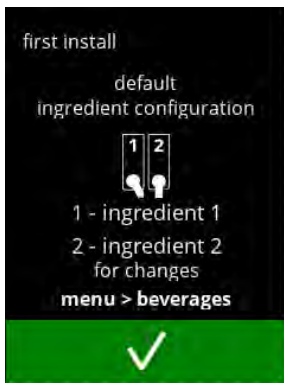 first install
default
ingredient configuration
1 2
1 - ingredient 1
2 - ingredient 2
for changes
menu > beverages